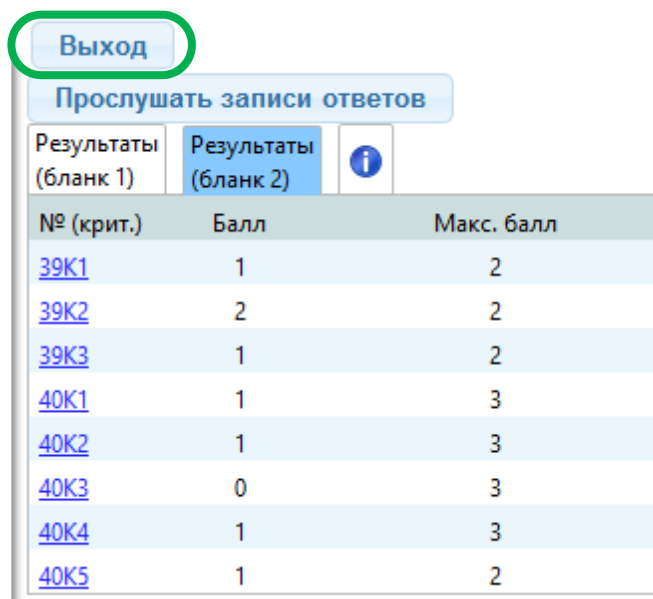 Выход
Прослушать записи ответов
Результаты (бланк 1)
Результаты (бланк 2)
i
№ (крит.) Балл Макс. балл
39К1 1 2
39К2 2 2
39К3 1 2
40К1 1 3
40К2 1 3
40К3 0 3
40К4 1 3
40К5 1 2